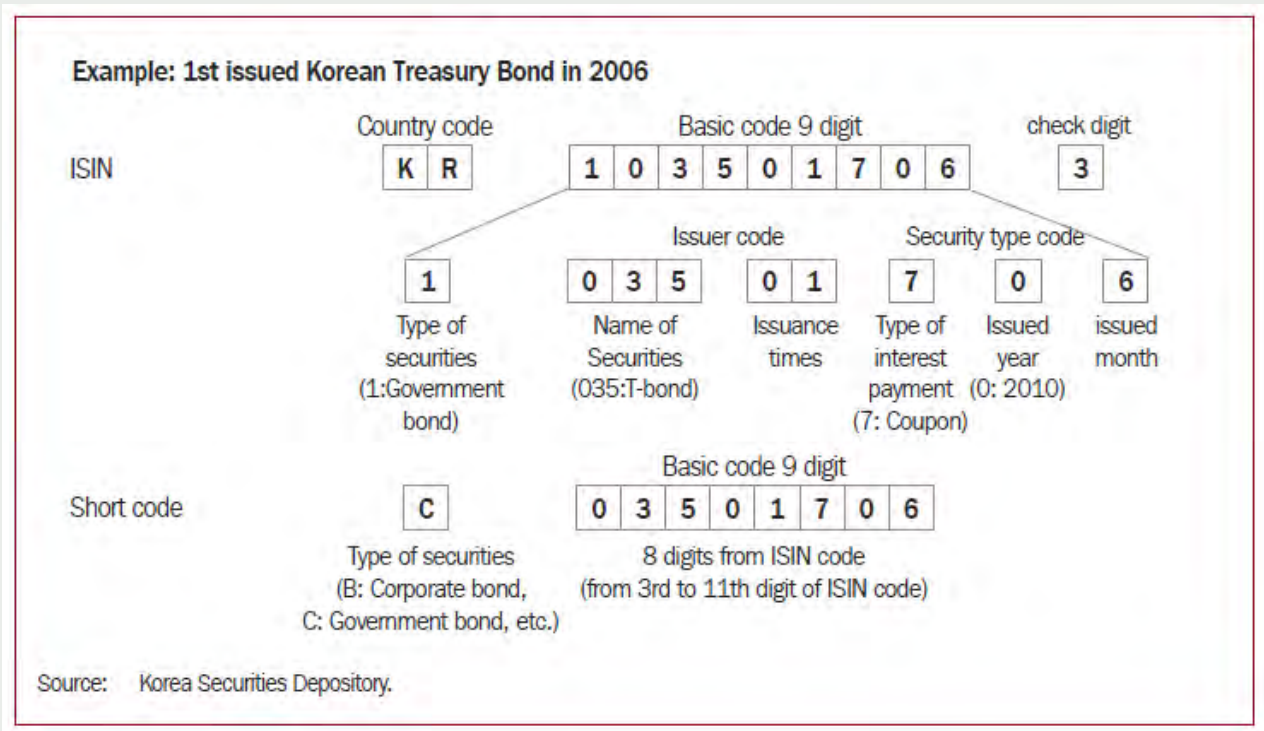 Example: 1st issued Korean Treasury Bond in 2006
Country code Basic code 9 digit check digit
ISIN K R 1 0 3 5 0 1 7 0 6 3
Issuer code Security type code
1 0 3 5 0 1 7 0 6
Type of Name of Issuance Type of Issued issued
securities Securities times interest year month
(1:Government (035:T-bond) payment (0: 2010)
bond) (7: Coupon)
Basic code 9 digit
Short code C 0 3 5 0 1 7 0 6
Type of securities 8 digits from ISIN code
(B: Corporate bond, (from 3rd to 11th digit of ISIN code)
C: Government bond, etc.)
Source: Korea Securities Depository.